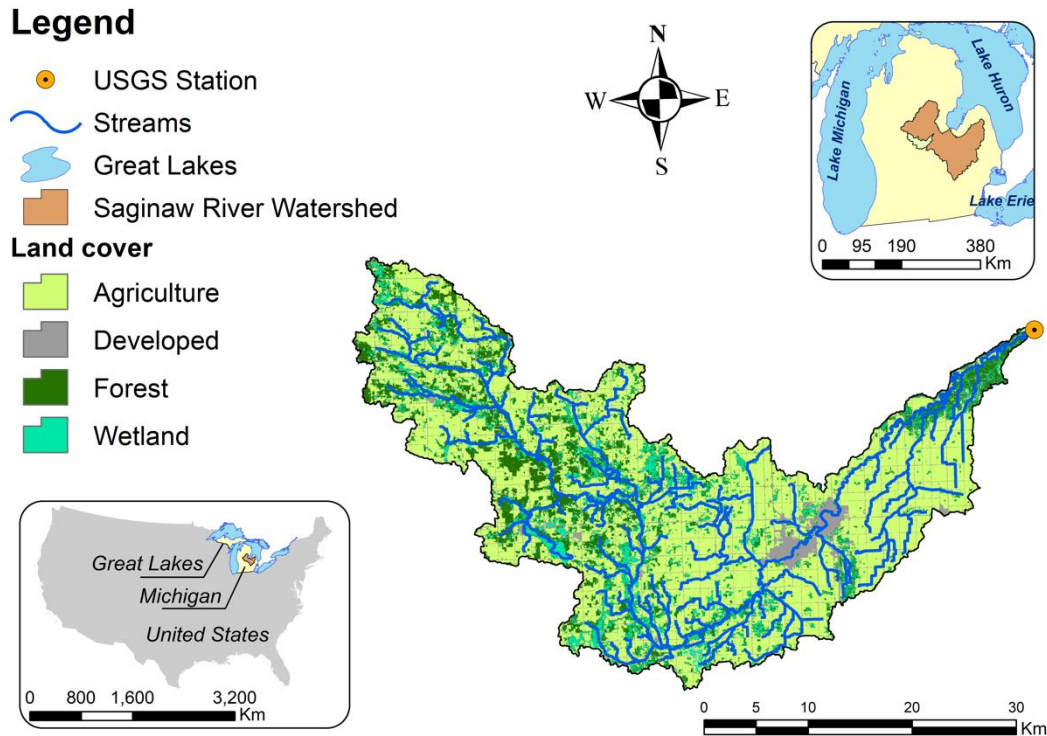 Legend
USGS Station
Streams
Great Lakes
Saginaw River Watershed
Land cover
Agriculture
Developed
Forest
Wetland
N
W E
S
Lake Michigan
Lake Huron
Lake Erie
0 95 190 380
Km
Great Lakes
Michigan
United States
0 800 1,600 3,200
Km
0 5 10 20 30
Km